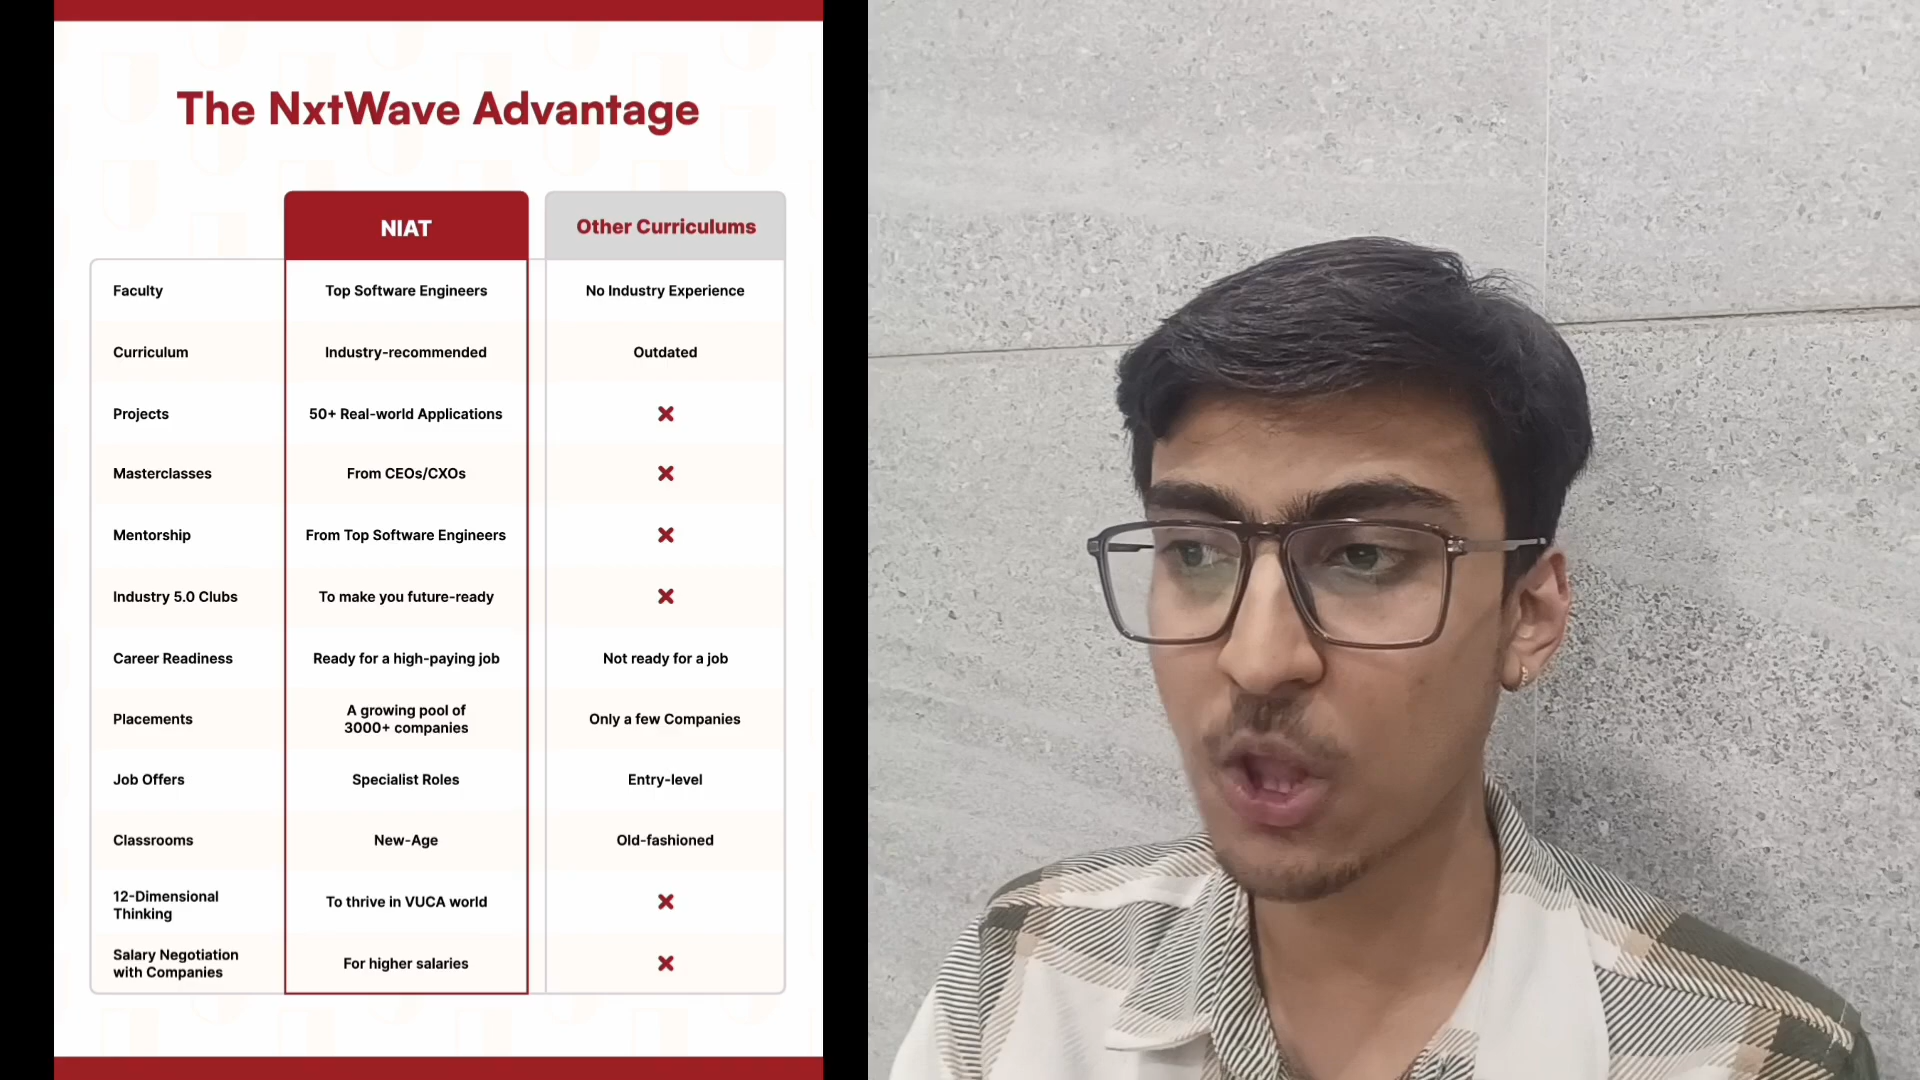 The NxtWave Advantage
NIAT
Other Curriculums
Faculty
Top Software Engineers
No Industry Experience
Curriculum
Industry-recommended
Outdated
Projects
50+ Real-world Applications
Masterclasses
From CEOs/CXOs
Mentorship
From Top Software Engineers
Industry 5.0 Clubs
To make you future-ready
Career Readiness
Ready for a high-paying job
Not ready for a job
Placements
A growing pool of
3000+ companies
Only a few Companies
Job Offers
Specialist Roles
Entry-level
Classrooms
New-Age
Old-fashioned
12-Dimensional
Thinking
To thrive in VUCA world
Salary Negotiation
with Companies
For higher salaries